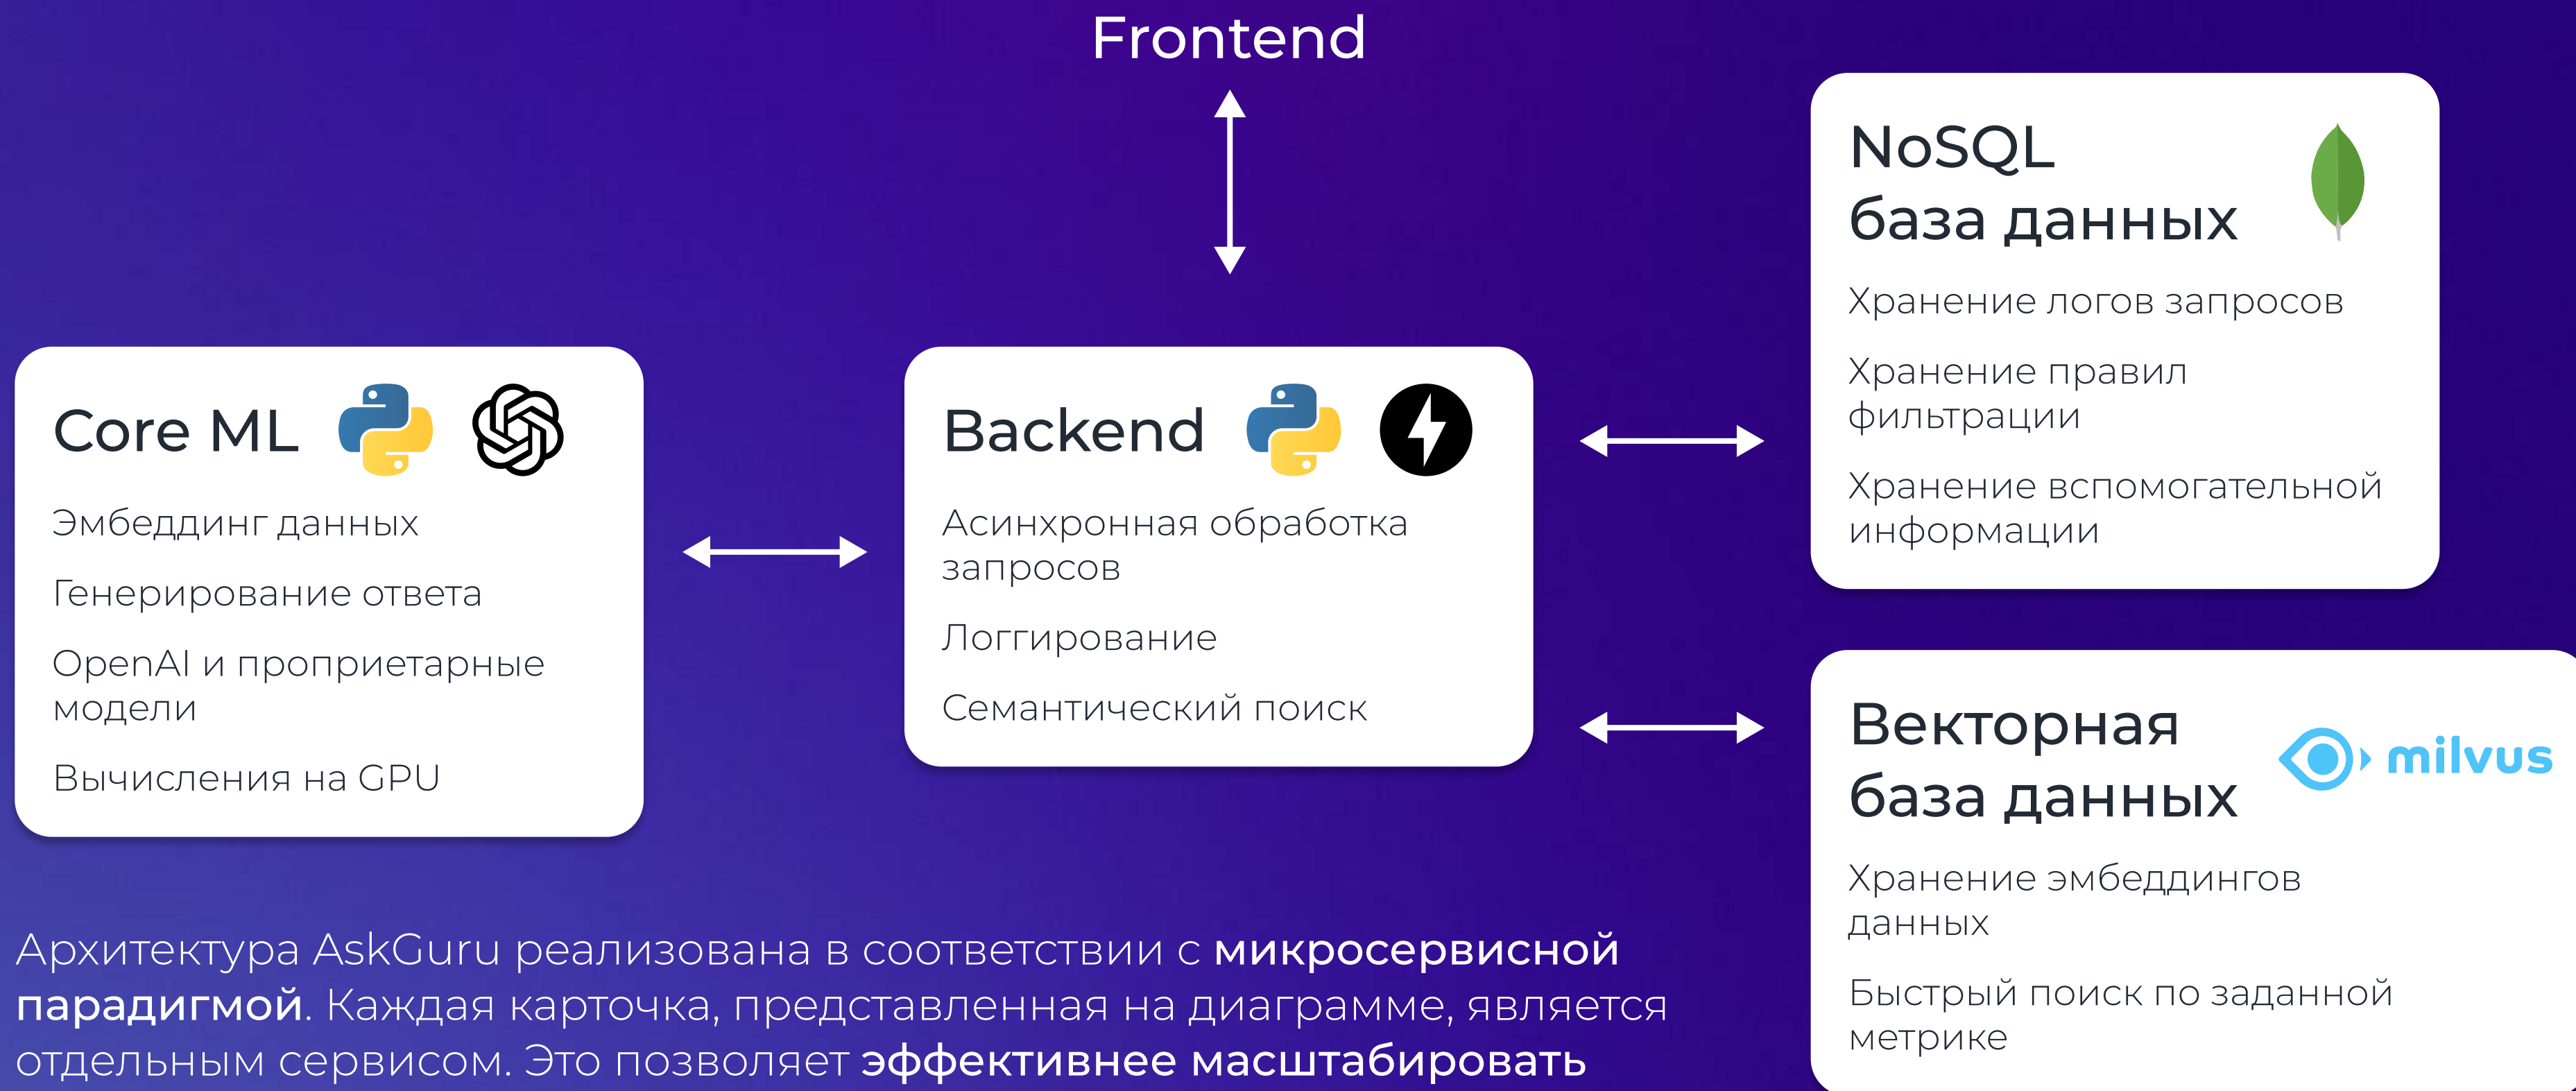 Frontend
NoSQL
база данных
Хранение логов запросов
Хранение правил
фильтрации
Хранение вспомогательной
информации
Core ML
Эмбеддинг данных
Генерирование ответа
OpenAI и проприетарные
модели
Вычисления на GPU
Backend
Асинхронная обработка
запросов
Логгирование
Семантический поиск
Векторная
база данных
milvus
Хранение эмбеддингов
данных
Быстрый поиск по заданной
метрике
Архитектура AskGuru реализована в соответствии с микросервисной
парадигмой. Каждая карточка, представленная на диаграмме, является
отдельным сервисом. Это позволяет эффективнее масштабировать